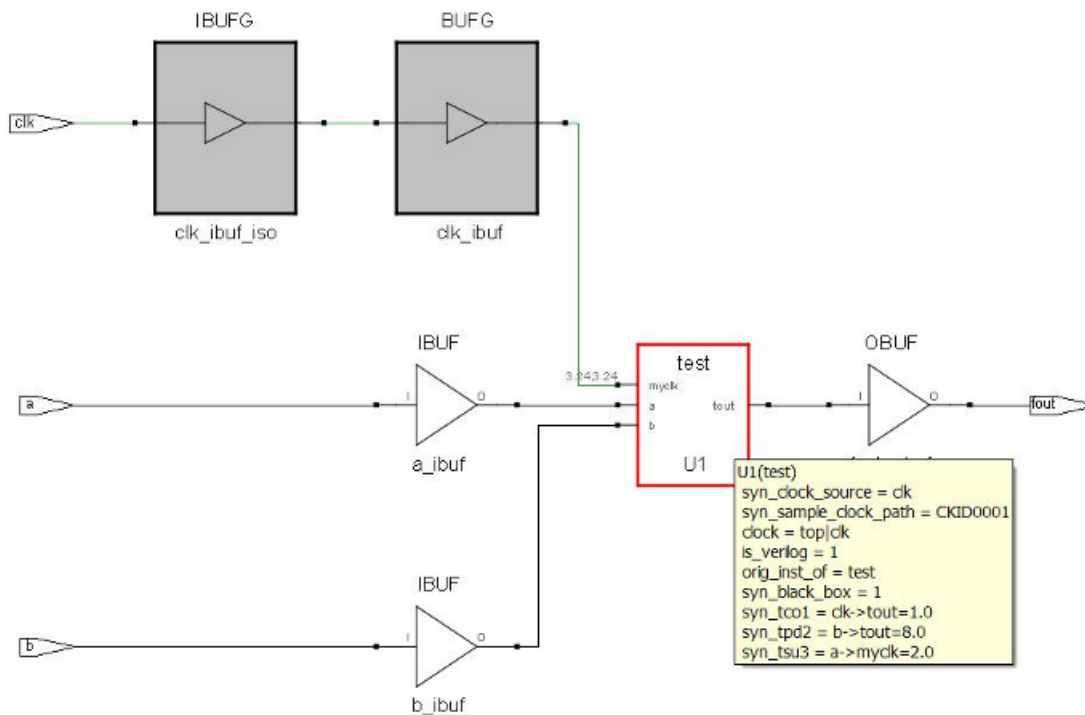 IBUFG
BUFG
clk
clk_ibuf_iso
clk_ibuf
IBUF
OBUF
3.24,3.24
test
myclk
a
I
O
a
tout
I
O
fout
b
a_ibuf
U1
U1(test)
syn_clock_source = clk
syn_sample_clock_path = CKID0001
clock = top|clk
is_verilog = 1
orig_inst_of = test
syn_black_box = 1
syn_tco1 = clk->tout=1.0
syn_tpd2 = b->tout=8.0
syn_tsu3 = a->myclk=2.0
IBUF
b
I
O
b_ibuf